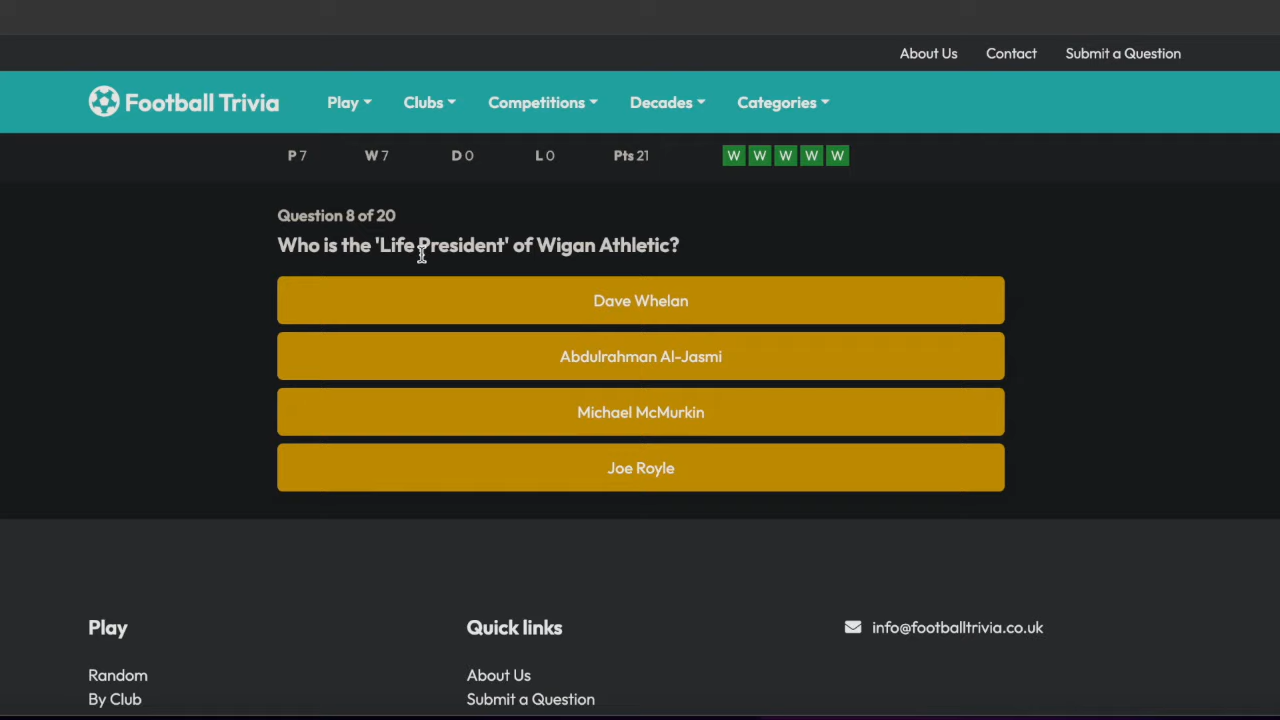 About Us Contact Submit a Question
Football Trivia Play Clubs Competitions Decades Categories
P 7 W 7 D 0 L 0 Pts 21 W W W W W
Question 8 of 20
Who is the 'Life President' of Wigan Athletic?
Dave Whelan
Abdulrahman Al-Jasmi
Michael McMurkin
Joe Royle
Play Quick links info@footballtrivia.co.uk
Random About Us
By Club Submit a Question